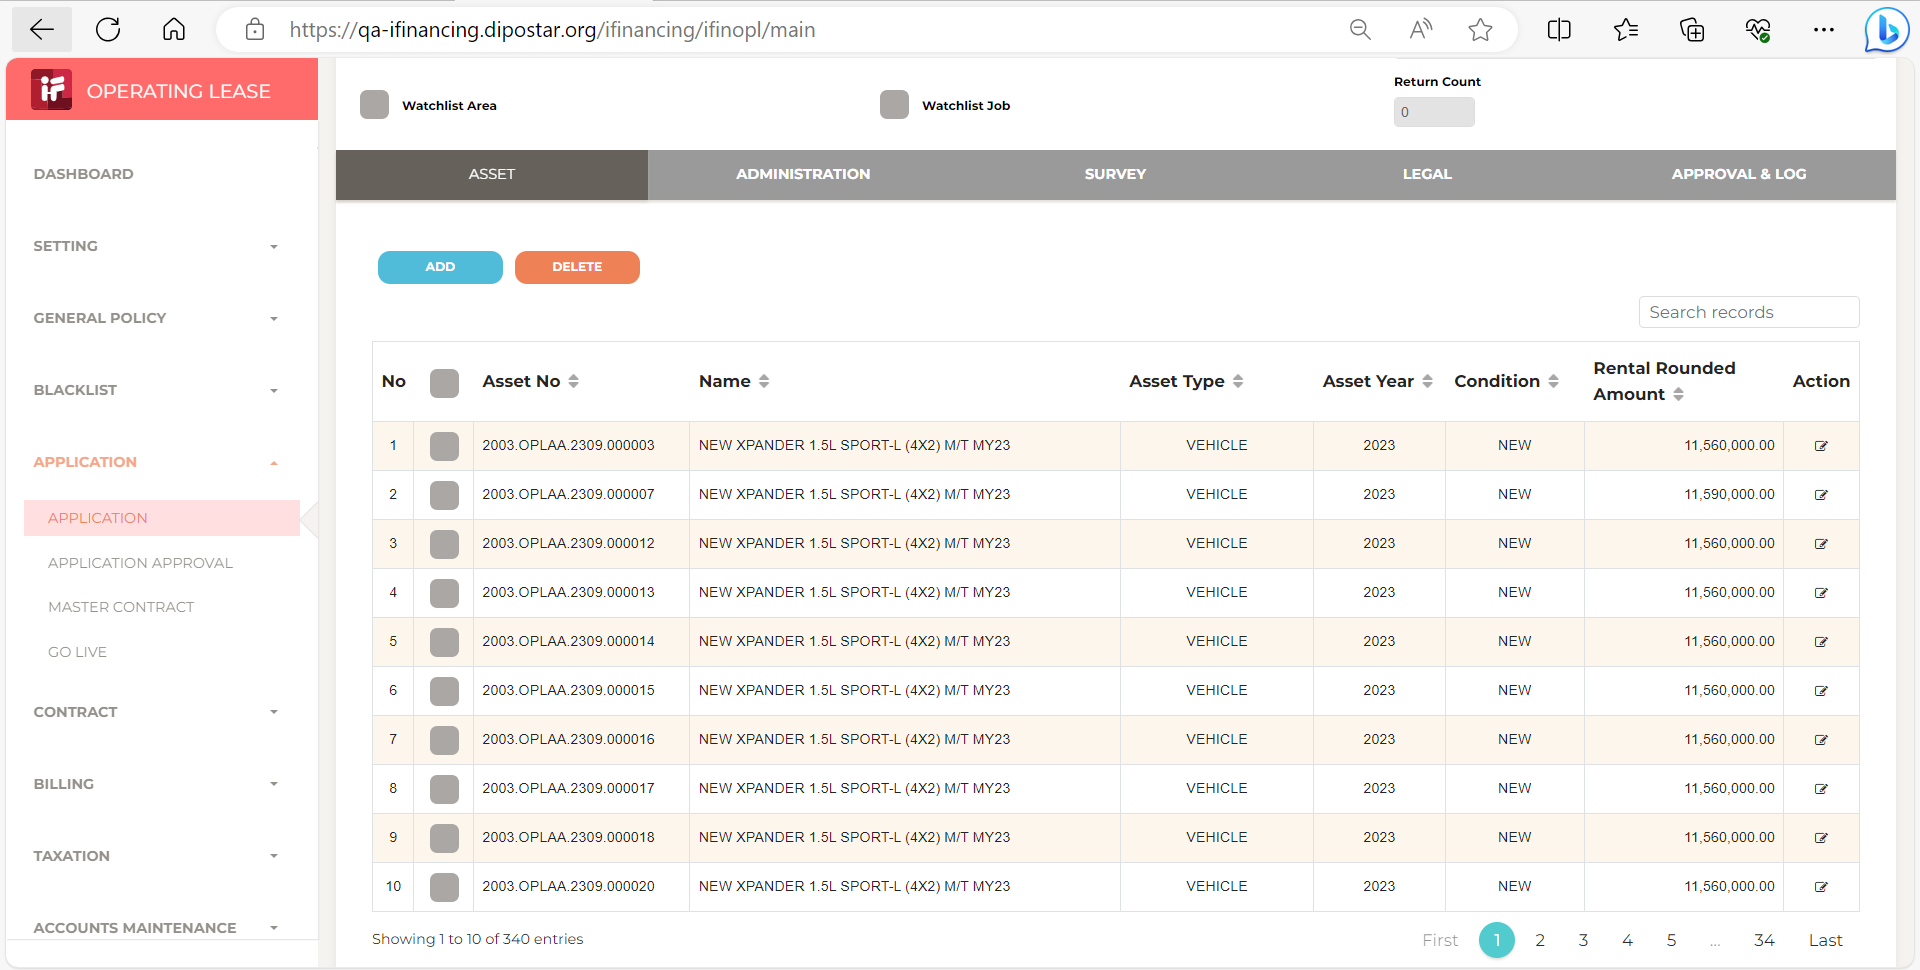 https://qa-ifinancing.dipostar.org/ifinancing/ifinopl/main
iF OPERATING LEASE
DASHBOARD
SETTING
GENERAL POLICY
BLACKLIST
APPLICATION
APPLICATION
APPLICATION APPROVAL
MASTER CONTRACT
GO LIVE
CONTRACT
BILLING
TAXATION
ACCOUNTS MAINTENANCE
Watchlist Area
Watchlist Job
Return Count
0
ASSET ADMINISTRATION SURVEY LEGAL APPROVAL & LOG
ADD DELETE
Search records
No Asset No Name Asset Type Asset Year Condition Rental Rounded Amount Action
1 2003.OPLAA.2309.000003 NEW XPANDER 1.5L SPORT-L (4X2) M/T MY23 VEHICLE 2023 NEW 11,560,000.00
2 2003.OPLAA.2309.000007 NEW XPANDER 1.5L SPORT-L (4X2) M/T MY23 VEHICLE 2023 NEW 11,590,000.00
3 2003.OPLAA.2309.000012 NEW XPANDER 1.5L SPORT-L (4X2) M/T MY23 VEHICLE 2023 NEW 11,560,000.00
4 2003.OPLAA.2309.000013 NEW XPANDER 1.5L SPORT-L (4X2) M/T MY23 VEHICLE 2023 NEW 11,560,000.00
5 2003.OPLAA.2309.000014 NEW XPANDER 1.5L SPORT-L (4X2) M/T MY23 VEHICLE 2023 NEW 11,560,000.00
6 2003.OPLAA.2309.000015 NEW XPANDER 1.5L SPORT-L (4X2) M/T MY23 VEHICLE 2023 NEW 11,560,000.00
7 2003.OPLAA.2309.000016 NEW XPANDER 1.5L SPORT-L (4X2) M/T MY23 VEHICLE 2023 NEW 11,560,000.00
8 2003.OPLAA.2309.000017 NEW XPANDER 1.5L SPORT-L (4X2) M/T MY23 VEHICLE 2023 NEW 11,560,000.00
9 2003.OPLAA.2309.000018 NEW XPANDER 1.5L SPORT-L (4X2) M/T MY23 VEHICLE 2023 NEW 11,560,000.00
10 2003.OPLAA.2309.000020 NEW XPANDER 1.5L SPORT-L (4X2) M/T MY23 VEHICLE 2023 NEW 11,560,000.00
Showing 1 to 10 of 340 entries
First 1 2 3 4 5 ... 34 Last